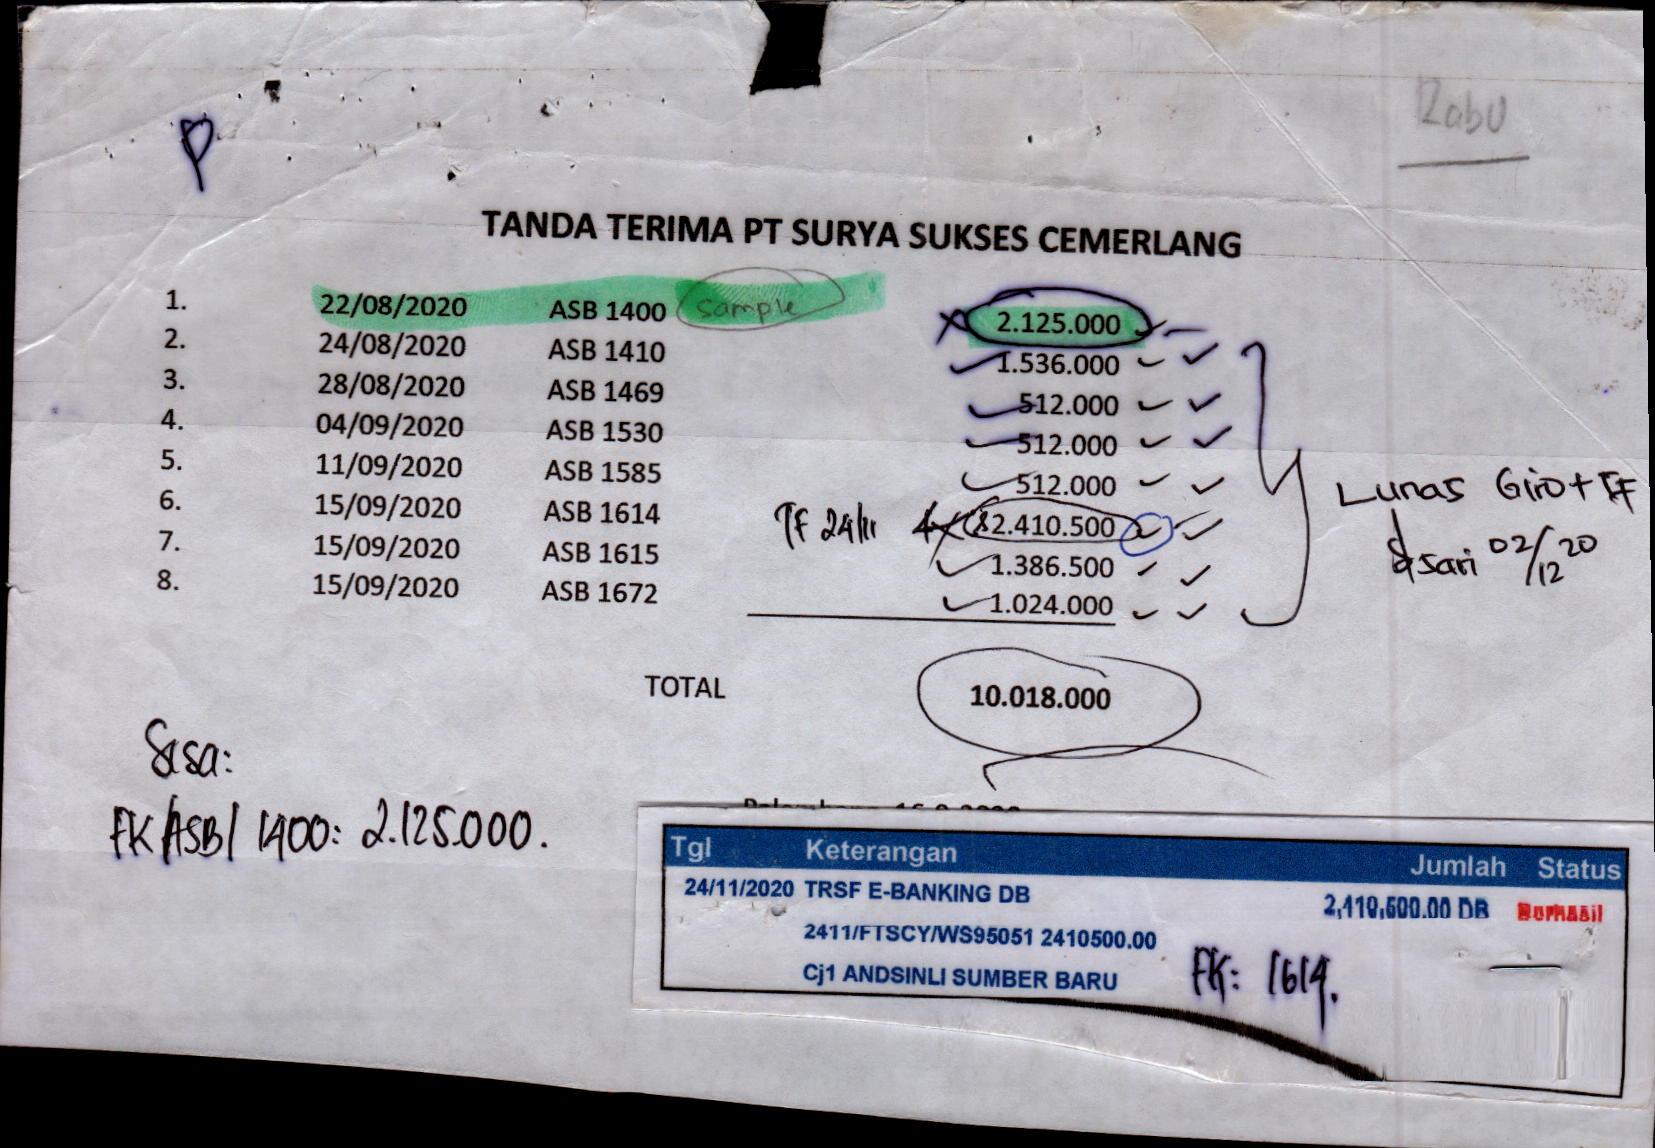 Rabu
TANDA TERIMA PT SURYA SUKSES CEMERLANG
1. 22/08/2020 ASB 1400 sample 2.125.000
2. 24/08/2020 ASB 1410 1.536.000
3. 28/08/2020 ASB 1469 512.000
4. 04/09/2020 ASB 1530 512.000
5. 11/09/2020 ASB 1585 512.000
6. 15/09/2020 ASB 1614 TF 24/11 2.410.500
7. 15/09/2020 ASB 1615 1.386.500
8. 15/09/2020 ASB 1672 1.024.000
Lunas Giro + TF
sari 02/12 20
TOTAL 10.018.000
Sisa:
FK/ASB/ 1400: 2.125.000.
Tgl Keterangan Jumlah Status
24/11/2020 TRSF E-BANKING DB 2,410,500.00 DB Berhasil
2411/FTSCY/WS95051 2410500.00
Cj1 ANDSINLI SUMBER BARU
FK: 1614.